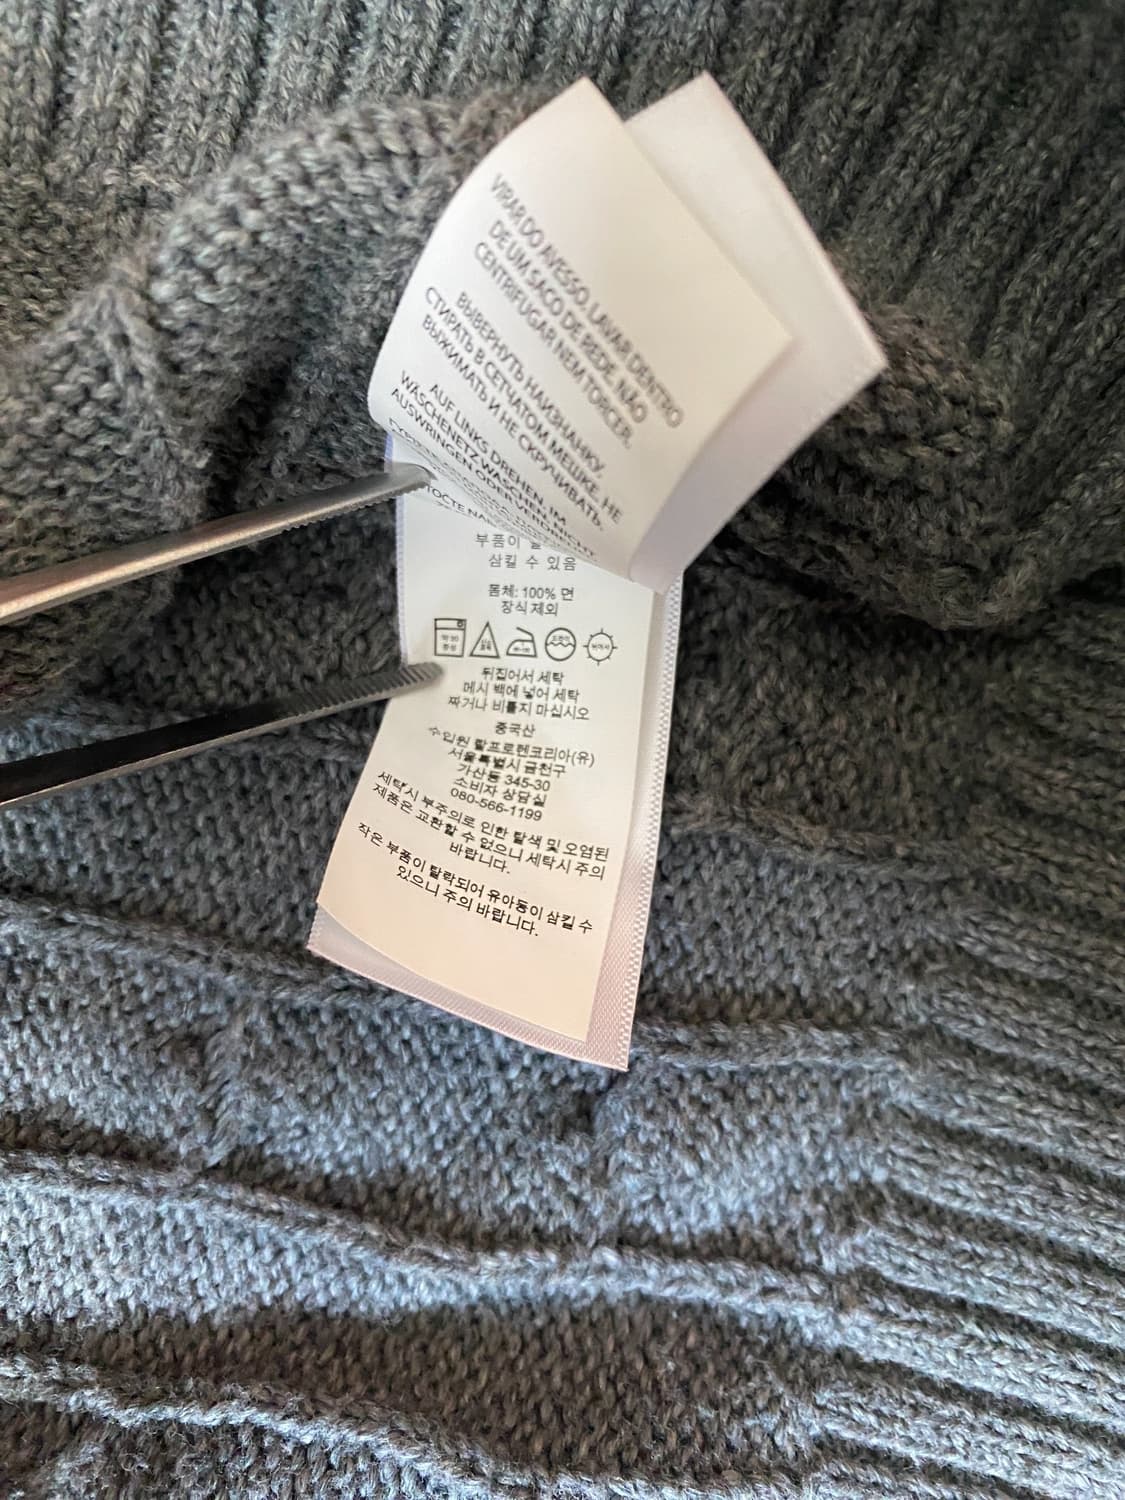 VIRAR DO AVESSO. LAVAR DENTRO
DE UM SACO DE REDE. NÃO
CENTRIFUGAR NEM TORCER.
ВЫВЕРНУТЬ НАИЗНАНКУ.
СТИРАТЬ В СЕТЧАТОМ МЕШКЕ. НЕ
ВЫЖИМАТЬ И НЕ СКРУЧИВАТЬ.
AUF LINKS DREHEN. IM
WÄSCHENETZ WASCHEN. NICHT
AUSWRINGEN ODER VERDREHEN.
부품이
삼킬 수 있음
몸체: 100% 면
장식 제외
뒤집어서 세탁
메시 백에 넣어 세탁
짜거나 비틀지 마십시오
중국산
수입원 랄프로렌코리아(유)
서울특별시 금천구
가산동 345-30
소비자 상담실
080-566-1199
세탁시 부주의로 인한 탈색 및 오염된
제품은 교환할 수 없으니 세탁시 주의
바랍니다.
작은 부품이 탈락되어 유아동이 삼킬 수
있으니 주의 바랍니다.